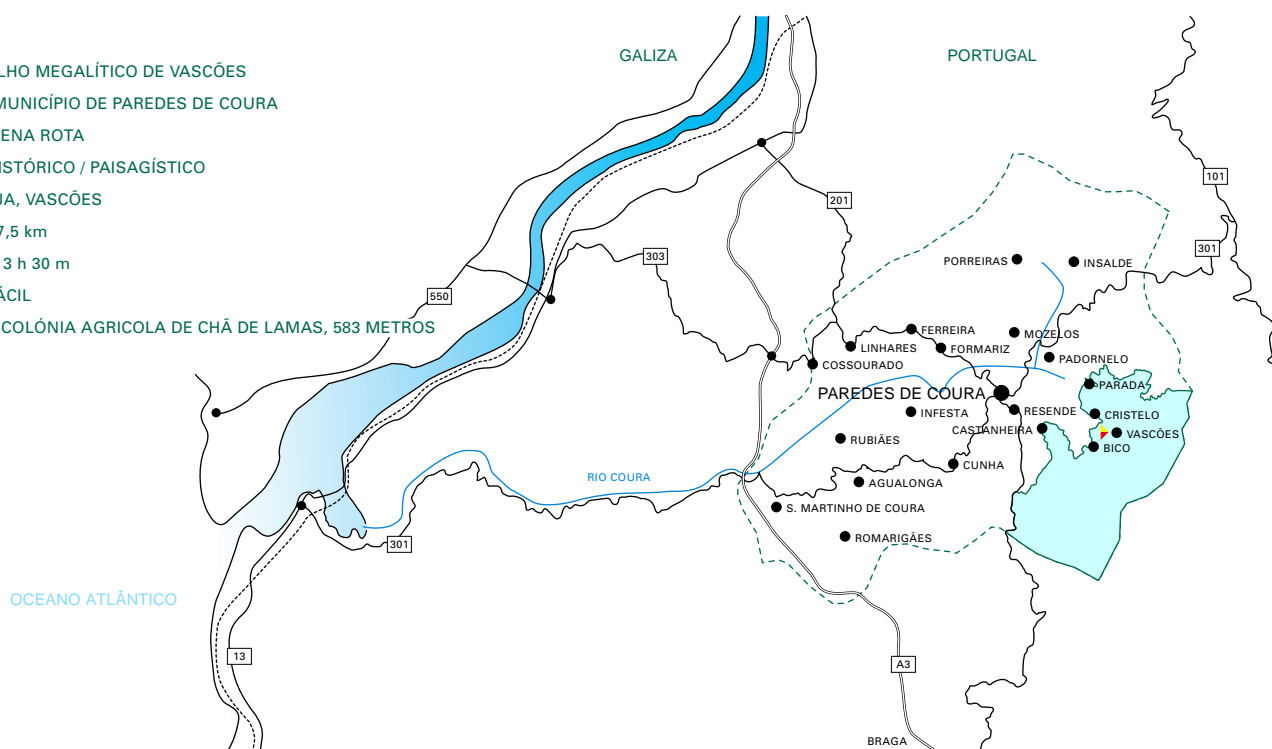 LHO MEGALÍTICO DE VASCÕES
MUNICÍPIO DE PAREDES DE COURA
ENA ROTA
ISTÓRICO / PAISAGÍSTICO
JA, VASCÕES
7,5 km
3 h 30 m
ÁCIL
COLÓNIA AGRICOLA DE CHÃ DE LAMAS, 583 METROS
GALIZA
PORTUGAL
101
201
301
303
PORREIRAS
INSALDE
550
FERREIRA
MOZELOS
LINHARES
FORMARIZ
PADORNELO
COSSOURADO
PARADA
PAREDES DE COURA
INFESTA
RESENDE
CRISTELO
CASTANHEIRA
VASCÕES
RUBIÃES
BICO
CUNHA
RIO COURA
AGUALONGA
S. MARTINHO DE COURA
ROMARIGÃES
301
OCEANO ATLÂNTICO
13
A3
BRAGA